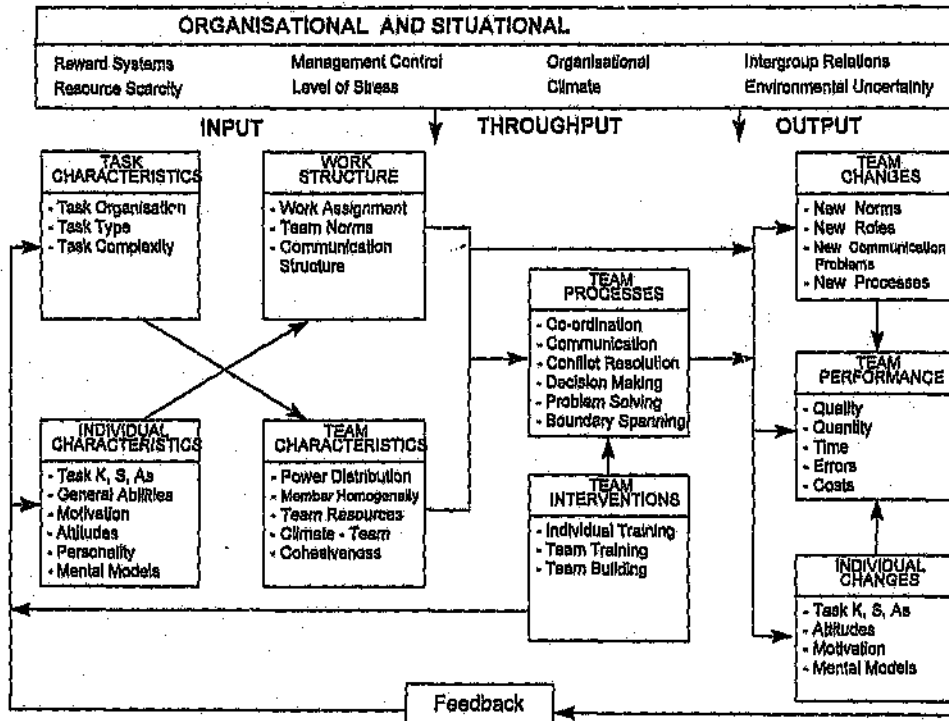 ORGANISATIONAL AND SITUATIONAL
Reward Systems Management Control Organisational Intergroup Relations
Resource Scarcity Level of Stress Climate Environmental Uncertainty
INPUT THROUGHPUT OUTPUT
TASK
CHARACTERISTICS
- Task Organisation
- Task Type
- Task Complexity
WORK
STRUCTURE
- Work Assignment
- Team Norms
- Communication
Structure
TEAM
CHANGES
- New Norms
- New Roles
- New Communication
Problems
- New Processes
TEAM
PROCESSES
- Co-ordination
- Communication
- Conflict Resolution
- Decision Making
- Problem Solving
- Boundary Spanning
TEAM
PERFORMANCE
- Quality
- Quantity
- Time
- Errors
- Costs
INDIVIDUAL
CHARACTERISTICS
- Task K, S, As
- General Abilities
- Motivation
- Attitudes
- Personality
- Mental Models
TEAM
CHARACTERISTICS
- Power Distribution
- Member Homogeneity
- Team Resources
- Climate - Team
- Cohesiveness
TEAM
INTERVENTIONS
- Individual Training
- Team Training
- Team Building
INDIVIDUAL
CHANGES
- Task K, S, As
- Attitudes
- Motivation
- Mental Models
Feedback